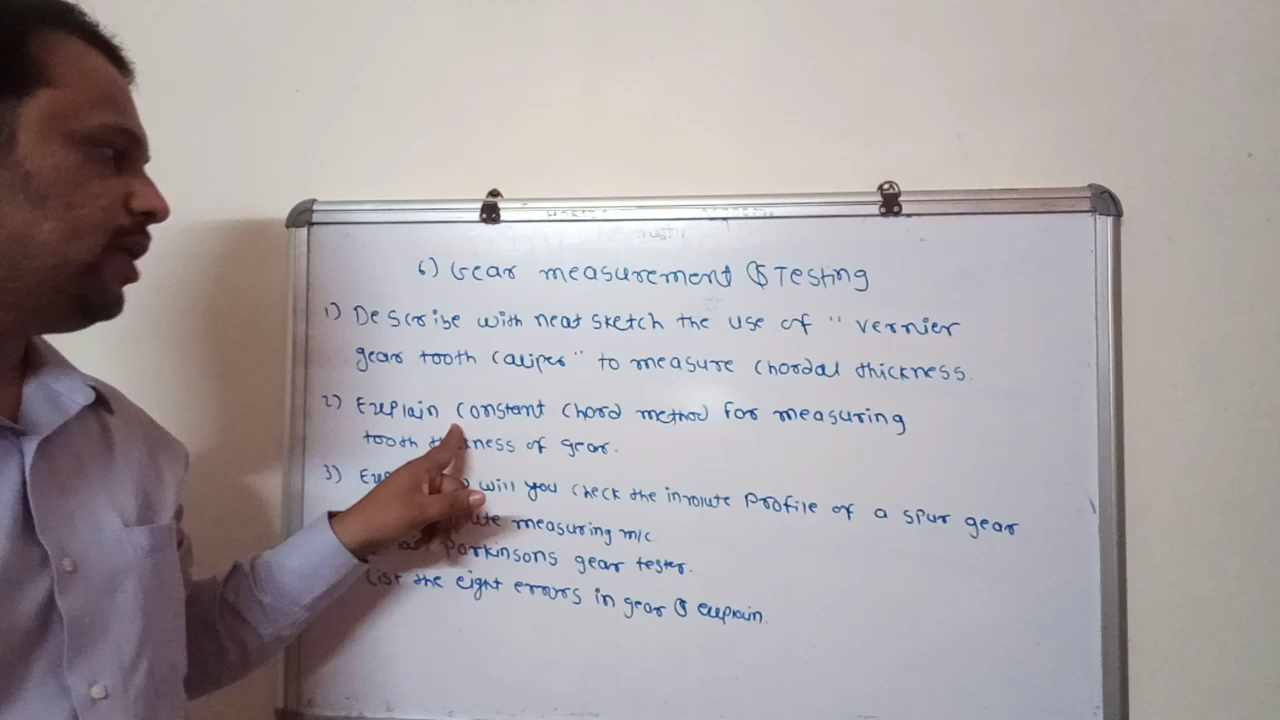 6) Gear measurement & Testing
1) Describe with neat sketch the use of "vernier
gear tooth caliper" to measure chordal thickness.
2) Explain constant chord method for measuring
tooth ness of gear.
3) will you check the involute Profile of a spur gear
measuring m/c.
Parkinsons gear tester.
List the eight errors in gear & explain.